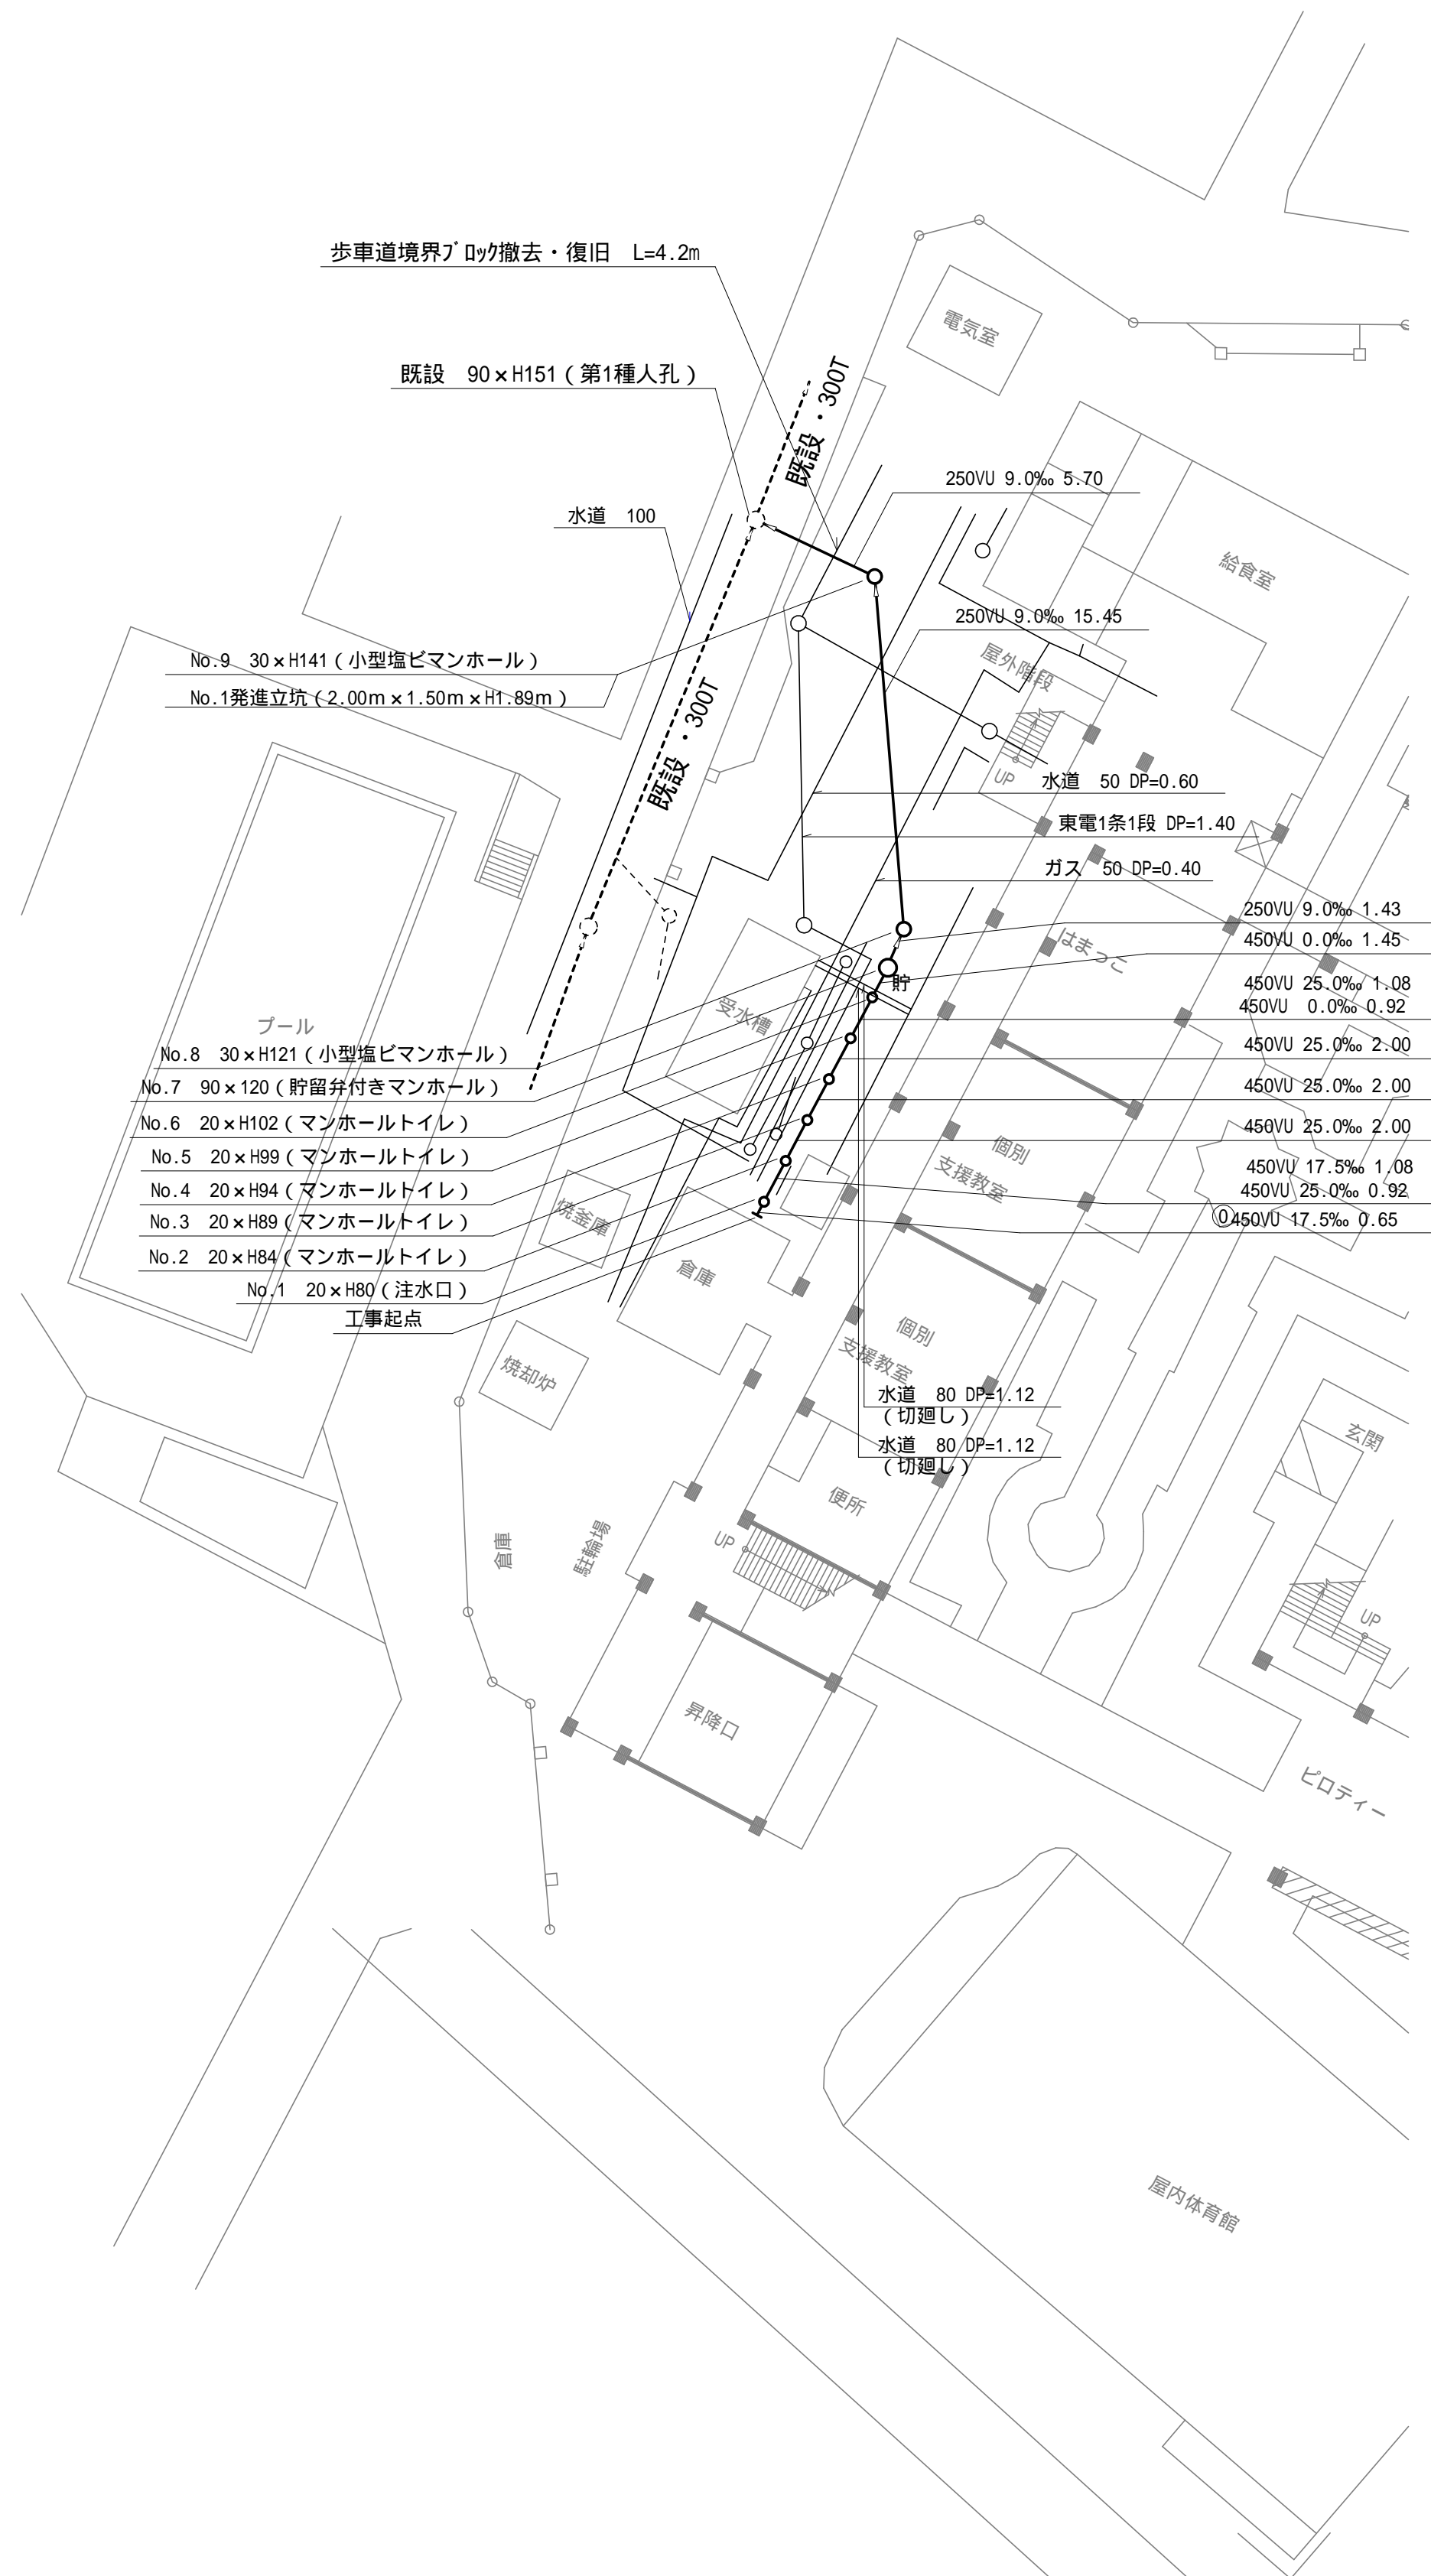 歩車道境界ブロック撤去・復旧　L=4.2m
電気室
既設　90×H151（第1種人孔）
既設・300T
250VU 9.0‰ 5.70
水道　100
給食室
250VU 9.0‰ 15.45
屋外階段
No.9　30×H141（小型塩ビマンホール）
No.1発進立坑（2.00m×1.50m×H1.89m）
既設・300T
UP
水道　50 DP=0.60
東電1条1段 DP=1.40
ガス　50 DP=0.40
250VU 9.0‰ 1.43
はまっこ
450VU 0.0‰ 1.45
貯
450VU 25.0‰ 1.08
450VU　0.0‰ 0.92
受水槽
プール
450VU 25.0‰ 2.00
No.8　30×H121（小型塩ビマンホール）
No.7　90×120（貯留弁付きマンホール）
450VU 25.0‰ 2.00
No.6　20×H102（マンホールトイレ）
450VU 25.0‰ 2.00
No.5　20×H99（マンホールトイレ）
個別
支援教室
450VU 17.5‰ 1.08
No.4　20×H94（マンホールトイレ）
450VU 25.0‰ 0.92
No.3　20×H89（マンホールトイレ）
焼釜庫
450VU 17.5‰ 0.65
No.2　20×H84（マンホールトイレ）
倉庫
No.1　20×H80（注水口）
工事起点
個別
支援教室
焼却炉
水道　80 DP=1.12
（切廻し）
水道　80 DP=1.12
（切廻し）
玄関
便所
倉庫
駐輪場
UP
UP
昇降口
ピロティー
屋内体育館